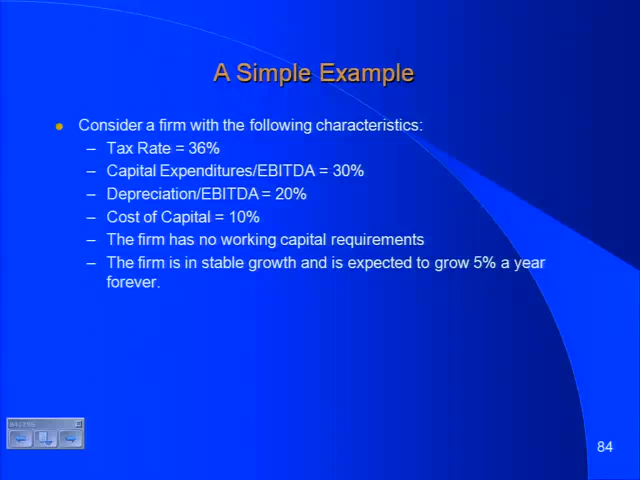 A Simple Example
Consider a firm with the following characteristics:
– Tax Rate = 36%
– Capital Expenditures/EBITDA = 30%
– Depreciation/EBITDA = 20%
– Cost of Capital = 10%
– The firm has no working capital requirements
– The firm is in stable growth and is expected to grow 5% a year
forever.
84